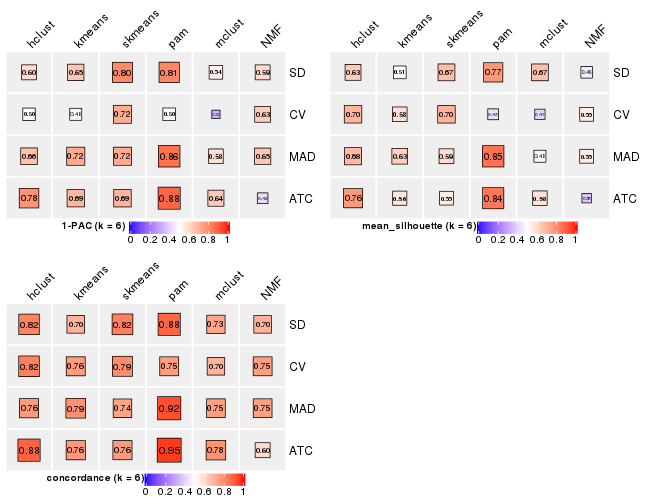 hclust kmeans skmeans pam mclust NMF
0.60 0.65 0.80 0.81 0.54 0.59 SD
0.50 0.48 0.72 0.50 0.63 CV
0.66 0.72 0.72 0.86 0.58 0.65 MAD
0.78 0.69 0.69 0.88 0.64 ATC
1-PAC (k = 6)
0 0.2 0.4 0.6 0.8 1
hclust kmeans skmeans pam mclust NMF
0.63 0.51 0.67 0.77 0.67 SD
0.70 0.58 0.70 0.55 CV
0.68 0.63 0.59 0.85 0.55 MAD
0.76 0.56 0.55 0.84 0.58 ATC
mean_silhouette (k = 6)
0 0.2 0.4 0.6 0.8 1
hclust kmeans skmeans pam mclust NMF
0.82 0.70 0.82 0.88 0.73 0.70 SD
0.82 0.76 0.79 0.75 0.70 0.75 CV
0.76 0.79 0.74 0.92 0.75 0.75 MAD
0.88 0.76 0.76 0.95 0.78 0.60 ATC
concordance (k = 6)
0 0.2 0.4 0.6 0.8 1